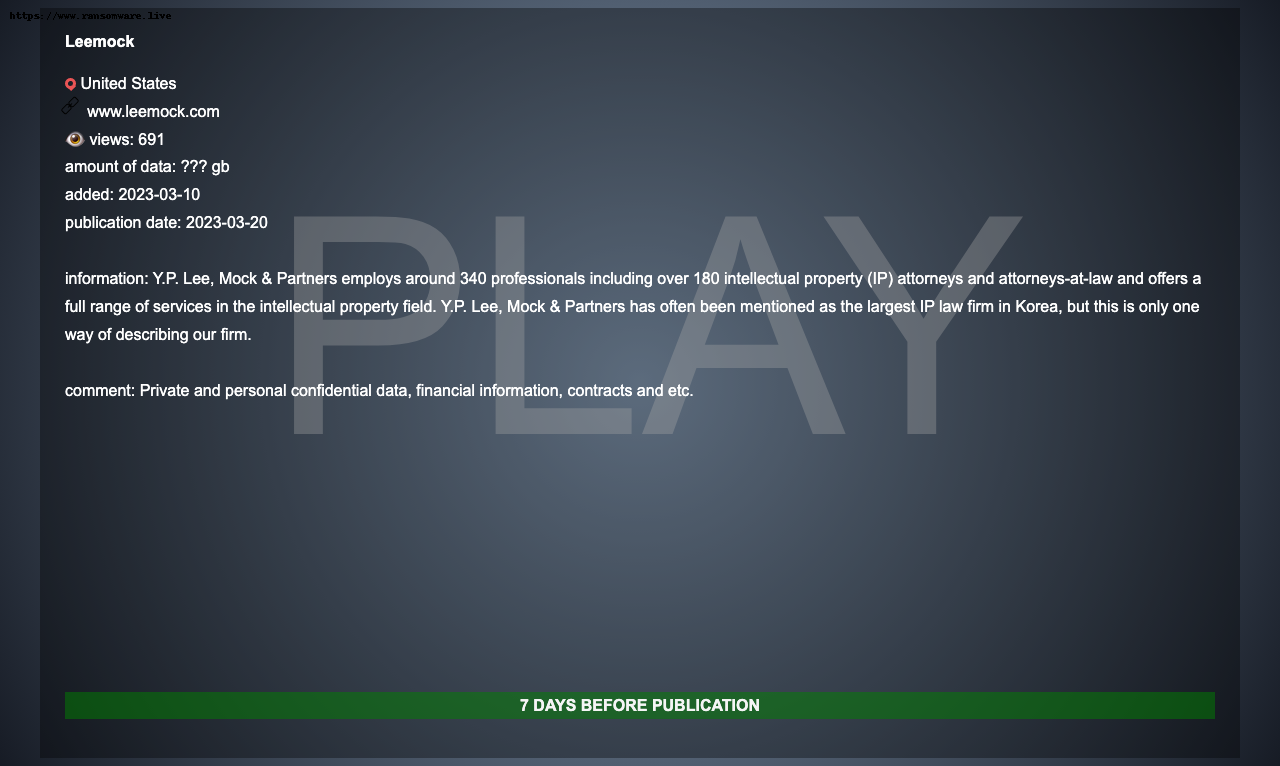 https://www.ransomware.live
Leemock
United States
www.leemock.com
views: 691
amount of data: ??? gb
added: 2023-03-10
publication date: 2023-03-20
PLAY
information: Y.P. Lee, Mock & Partners employs around 340 professionals including over 180 intellectual property (IP) attorneys and attorneys-at-law and offers a
full range of services in the intellectual property field. Y.P. Lee, Mock & Partners has often been mentioned as the largest IP law firm in Korea, but this is only one
way of describing our firm.
comment: Private and personal confidential data, financial information, contracts and etc.
7 DAYS BEFORE PUBLICATION